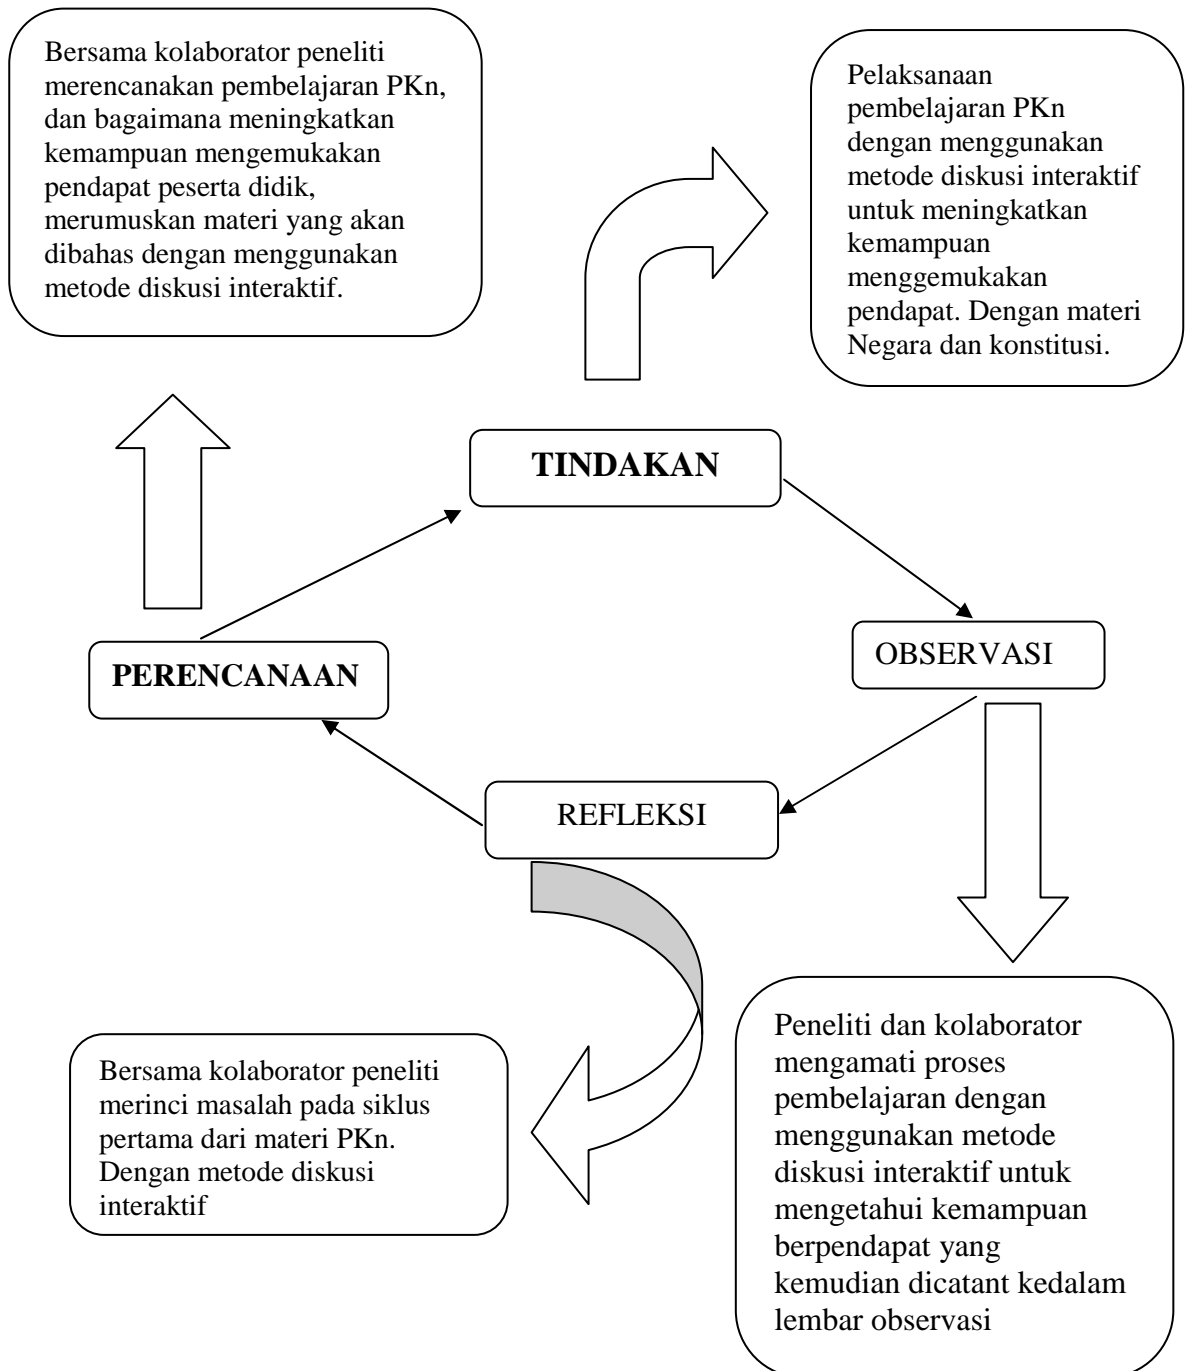 Bersama kolaborator peneliti
merencanakan pembelajaran PKn,
dan bagaimana meningkatkan
kemampuan mengemukakan
pendapat peserta didik,
merumuskan materi yang akan
dibahas dengan menggunakan
metode diskusi interaktif.
Pelaksanaan
pembelajaran PKn
dengan menggunakan
metode diskusi interaktif
untuk meningkatkan
kemampuan
menggemukakan
pendapat. Dengan materi
Negara dan konstitusi.
TINDAKAN
PERENCANAAN
OBSERVASI
REFLEKSI
Bersama kolaborator peneliti
merinci masalah pada siklus
pertama dari materi PKn.
Dengan metode diskusi
interaktif
Peneliti dan kolaborator
mengamati proses
pembelajaran dengan
menggunakan metode
diskusi interaktif untuk
mengetahui kemampuan
berpendapat yang
kemudian dicatant kedalam
lembar observasi